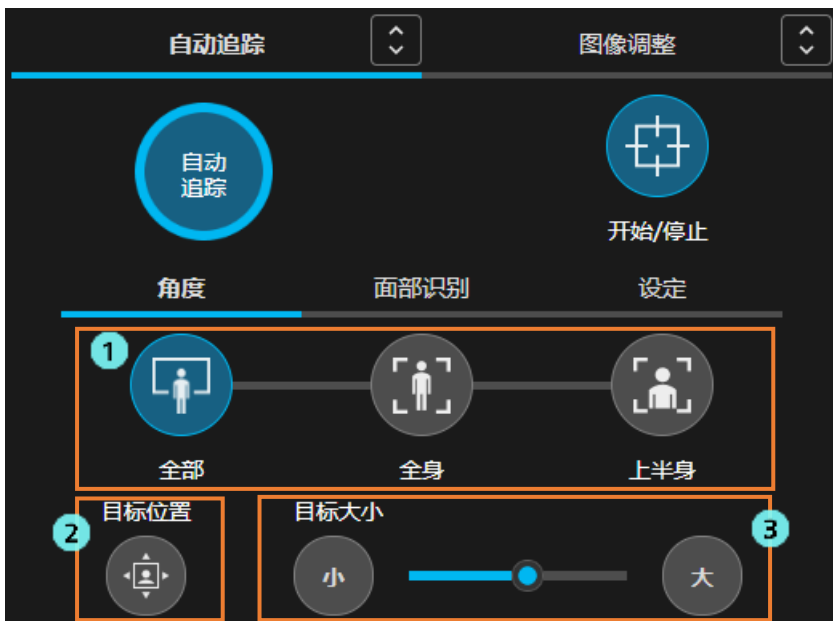 自动追踪
图像调整
自动
追踪
开始/停止
角度
面部识别
设定
1
全部
全身
上半身
2
目标位置
目标大小
3
小
大